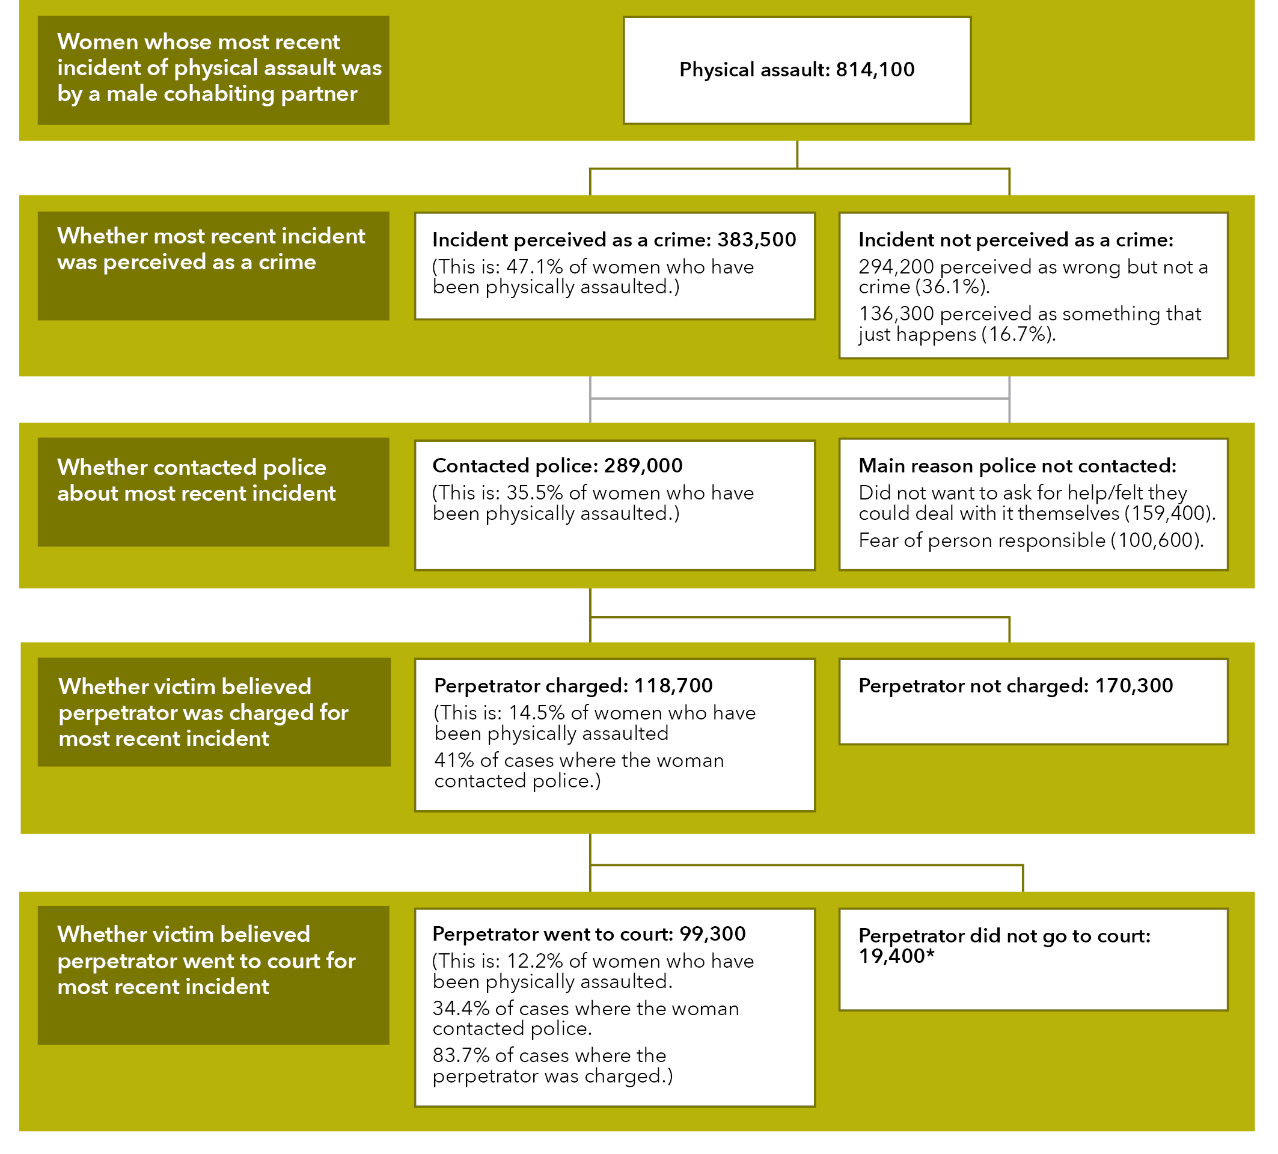 Women whose most recent
incident of physical assault was
by a male cohabiting partner
Physical assault: 814,100
Whether most recent incident
was perceived as a crime
Incident perceived as a crime: 383,500
(This is: 47.1% of women who have
been physically assaulted.)
Incident not perceived as a crime:
294,200 perceived as wrong but not a
crime (36.1%).
136,300 perceived as something that
just happens (16.7%).
Whether contacted police
about most recent incident
Contacted police: 289,000
(This is: 35.5% of women who have
been physically assaulted.)
Main reason police not contacted:
Did not want to ask for help/felt they
could deal with it themselves (159,400).
Fear of person responsible (100,600).
Whether victim believed
perpetrator was charged for
most recent incident
Perpetrator charged: 118,700
(This is: 14.5% of women who have
been physically assaulted
41% of cases where the woman
contacted police.)
Perpetrator not charged: 170,300
Whether victim believed
perpetrator went to court for
most recent incident
Perpetrator went to court: 99,300
(This is: 12.2% of women who have
been physically assaulted.
34.4% of cases where the woman
contacted police.
83.7% of cases where the
perpetrator was charged.)
Perpetrator did not go to court:
19,400*